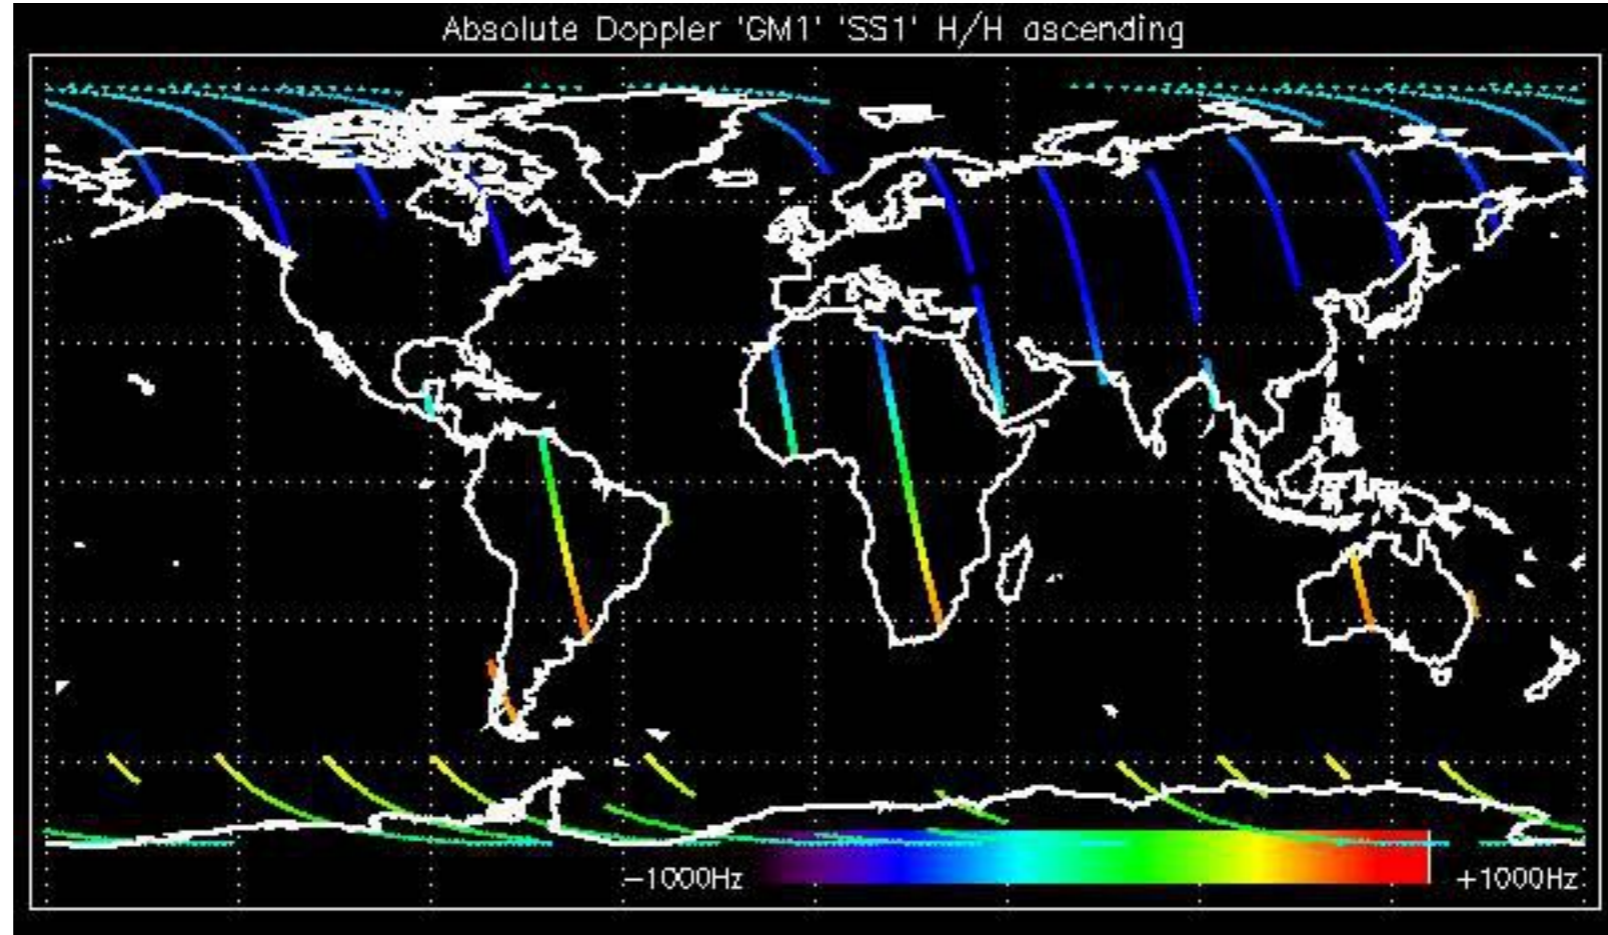 Absolute Doppler 'GM1' 'SS1' H/H ascending
−1000Hz +1000Hz